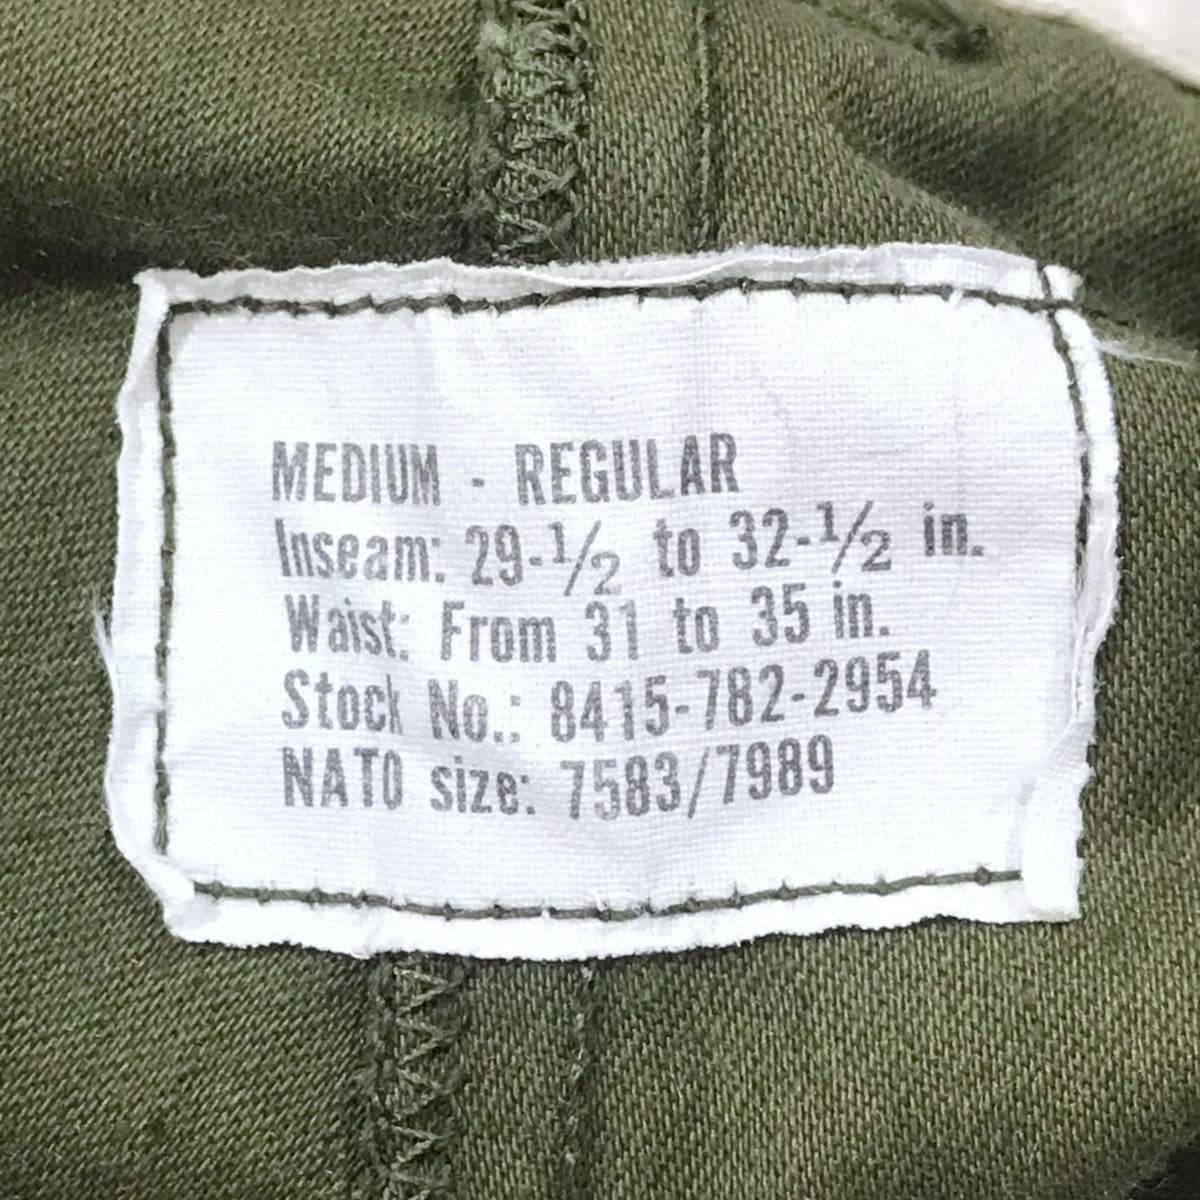 MEDIUM - REGULAR
Inseam: 29-1/2 to 32-1/2 in.
Waist: From 31 to 35 in.
Stock No.: 8415-782-2954
NATO size: 7583/7989